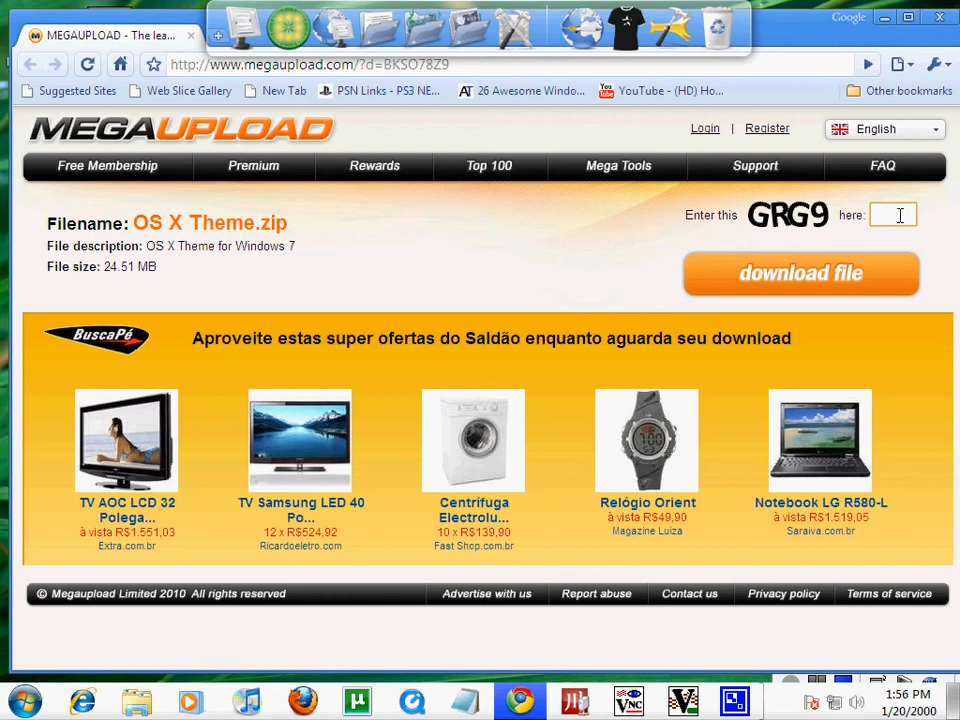 Google
MEGAUPLOAD - The lea...
http://www.megaupload.com/?d=BKSO78Z9
Suggested Sites Web Slice Gallery New Tab PSN Links - PS3 NE... 26 Awesome Windo... YouTube - (HD) Ho... Other bookmarks
MEGAUPLOAD
Login | Register English
Free Membership Premium Rewards Top 100 Mega Tools Support FAQ
Filename: OS X Theme.zip
File description: OS X Theme for Windows 7
File size: 24.51 MB
Enter this GRG9 here:
download file
BuscaPé
Aproveite estas super ofertas do Saldão enquanto aguarda seu download
TV AOC LCD 32 Polega...
à vista R$1.551,03
Extra.com.br
TV Samsung LED 40 Po...
12 x R$524,92
Ricardoeletro.com
Centrífuga Electrolu...
10 x R$139,90
Fast Shop.com.br
Relógio Orient
à vista R$49,90
Magazine Luiza
Notebook LG R580-L
à vista R$1.519,05
Saraiva.com.br
© Megaupload Limited 2010 All rights reserved Advertise with us Report abuse Contact us Privacy policy Terms of service
1:56 PM
1/20/2000